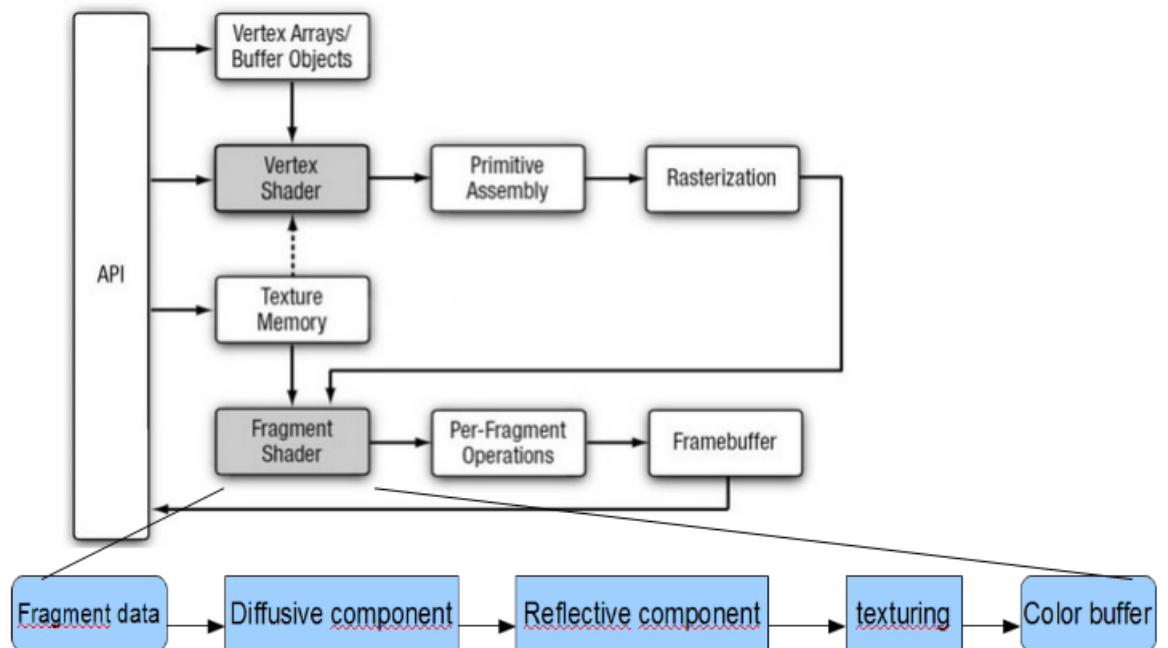 Vertex Arrays/
Buffer Objects
Vertex
Shader
Primitive
Assembly
Rasterization
API
Texture
Memory
Fragment
Shader
Per-Fragment
Operations
Framebuffer
Fragment data
Diffusive component
Reflective component
texturing
Color buffer